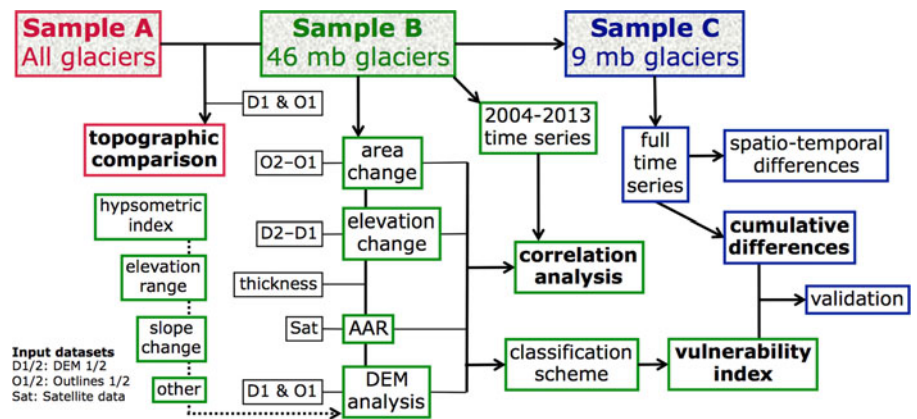 Sample A
All glaciers
Sample B
46 mb glaciers
Sample C
9 mb glaciers
D1 & O1
topographic
comparison
2004-2013
time series
full
time
series
spatio-temporal
differences
O2–O1
area
change
hypsometric
index
D2–D1
elevation
change
cumulative
differences
elevation
range
correlation
analysis
thickness
validation
slope
change
Sat
AAR
classification
scheme
vulnerability
index
Input datasets
D1/2: DEM 1/2
O1/2: Outlines 1/2
Sat: Satellite data
other
D1 & O1
DEM
analysis